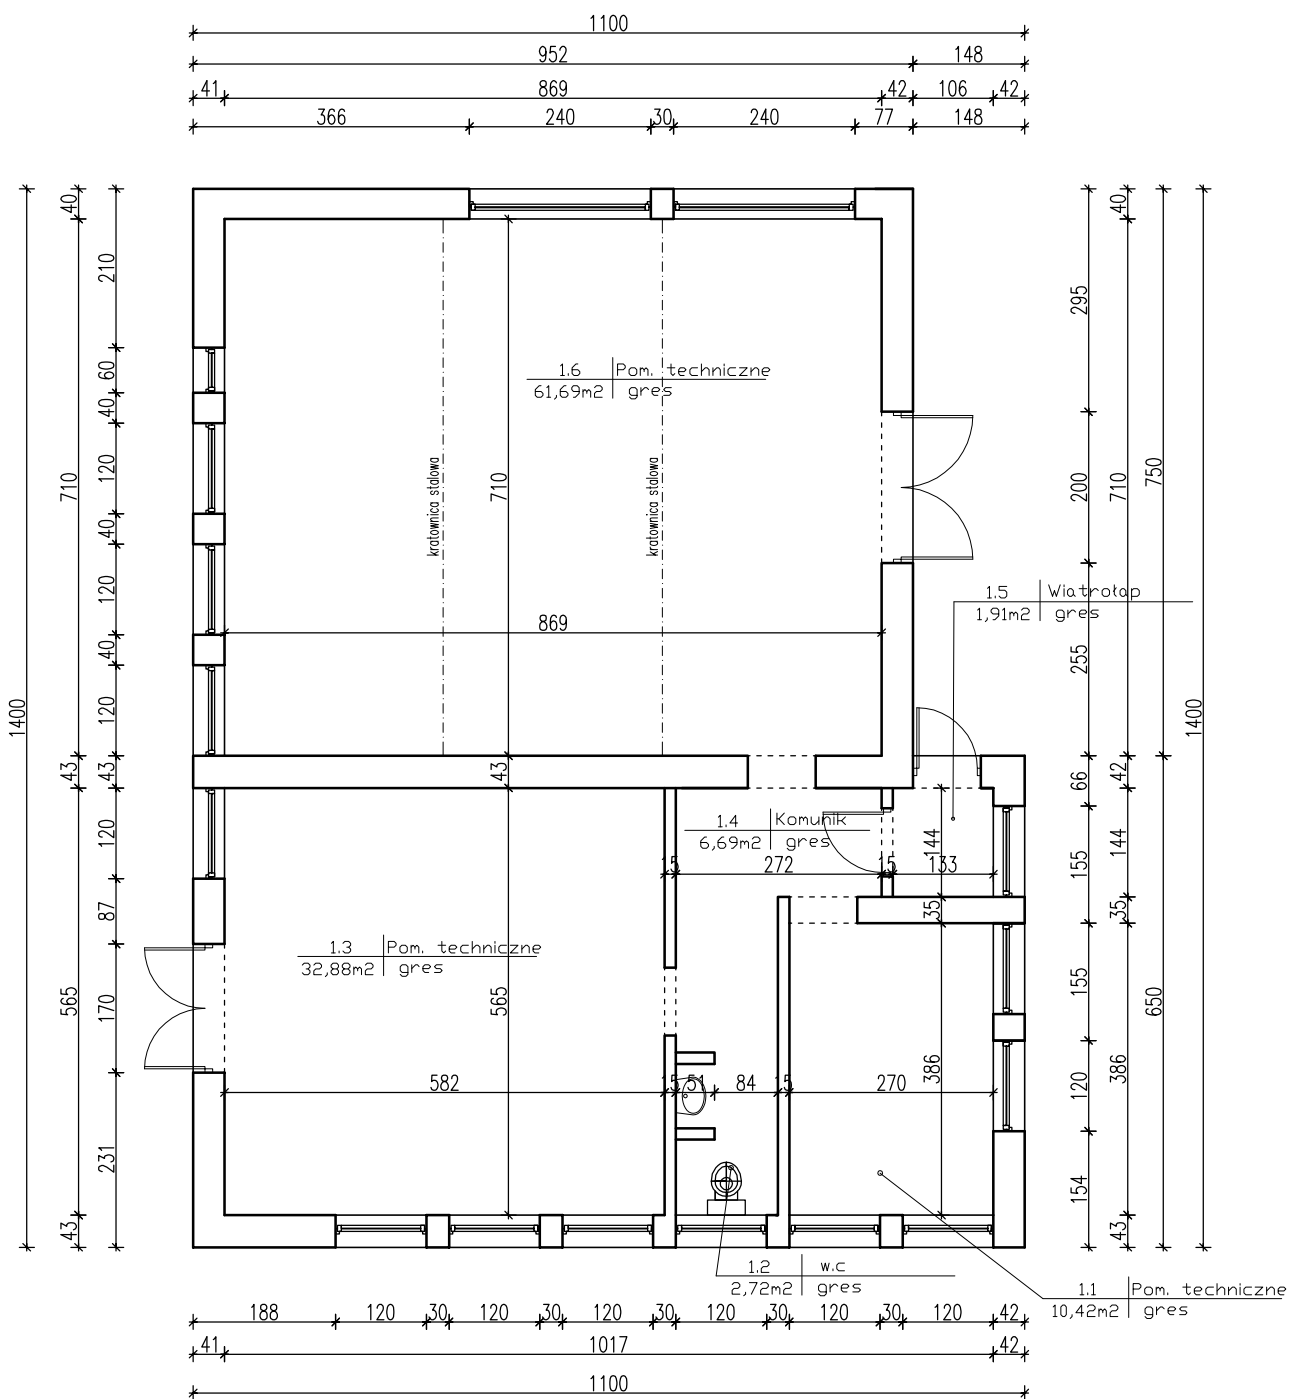 1100
952 148
41 869 42 106 42
366 240 30 240 77 148
40 40
210
295
1.6 Pom. techniczne
61,69m2 gres
60
40
120
kratownica stalowa
kratownica stalowa
710
710
200
710
750
40
120
1.5 Wiatrołap
1,91m2 gres
869
40
255
120
1400
1400
43 43 43 66 42
120
1.4 Komunik
6,69m2 gres
144
155
144
15 272 15 133
87
35
35
1.3 Pom. techniczne
32,88m2 gres
565
170
565
155
650
582 15 51 84 15 270
386
120
386
231
154
43 43
1.2 w.c
2,72m2 gres
1.1 Pom. techniczne
10,42m2 gres
188 120 30 120 30 120 30 120 30 120 30 120 42
41 1017 42
1100